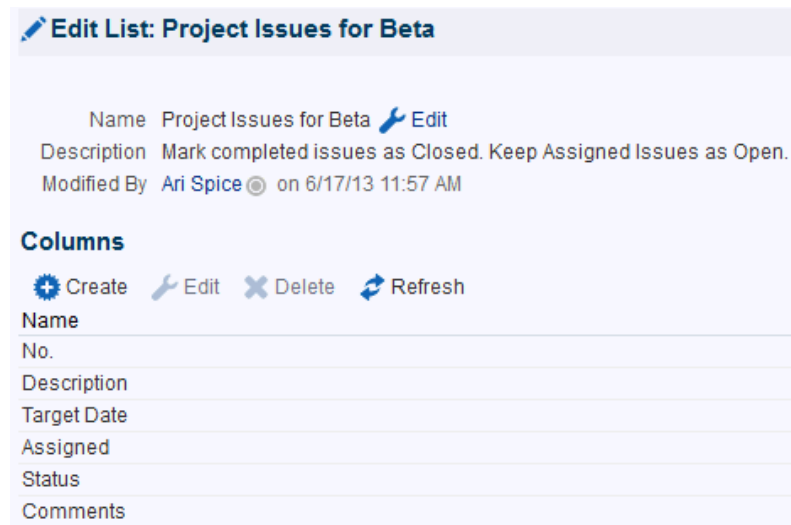 Edit List: Project Issues for Beta
Name Project Issues for Beta Edit
Description Mark completed issues as Closed. Keep Assigned Issues as Open.
Modified By Ari Spice on 6/17/13 11:57 AM
Columns
Create Edit Delete Refresh
Name
No.
Description
Target Date
Assigned
Status
Comments